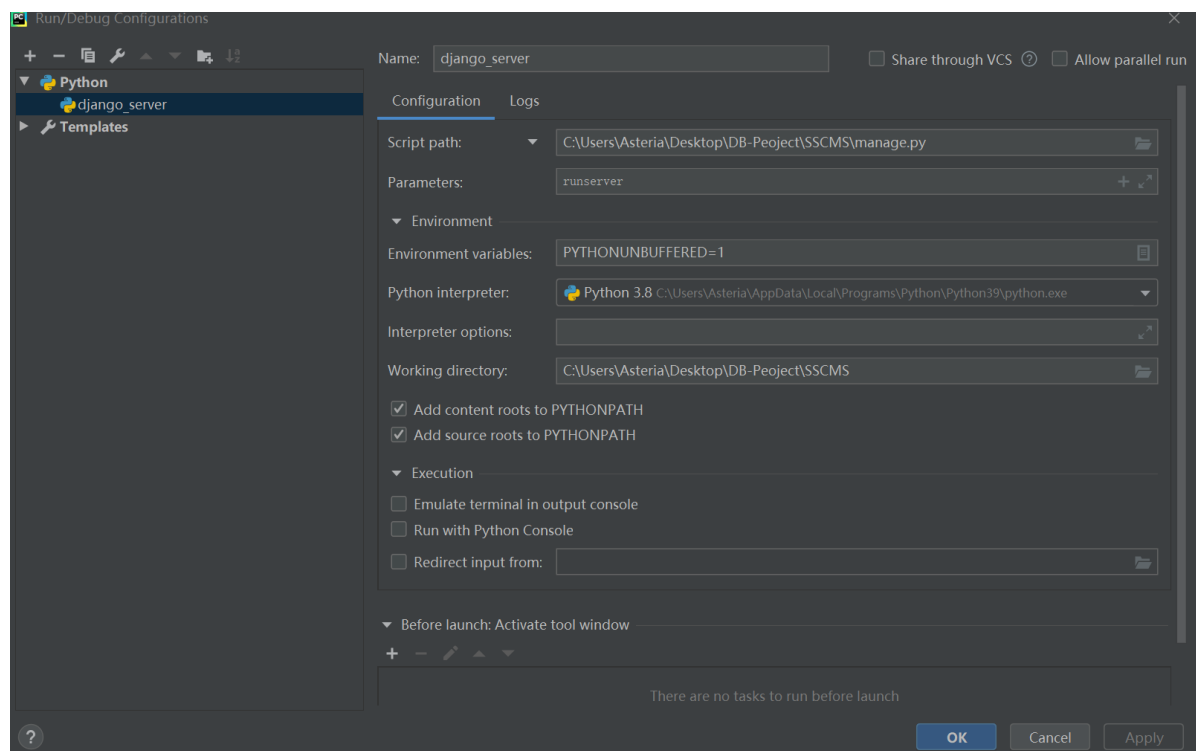 PC Run/Debug Configurations
Name: django_server Share through VCS ? Allow parallel run
Python
django_server
Templates
Configuration Logs
Script path: C:\Users\Asteria\Desktop\DB-Peoject\SSCMS\manage.py
Parameters: runserver
Environment
Environment variables: PYTHONUNBUFFERED=1
Python interpreter: Python 3.8 C:\Users\Asteria\AppData\Local\Programs\Python\Python39\python.exe
Interpreter options:
Working directory: C:\Users\Asteria\Desktop\DB-Peoject\SSCMS
Add content roots to PYTHONPATH
Add source roots to PYTHONPATH
Execution
Emulate terminal in output console
Run with Python Console
Redirect input from:
Before launch: Activate tool window
There are no tasks to run before launch
? OK Cancel Apply